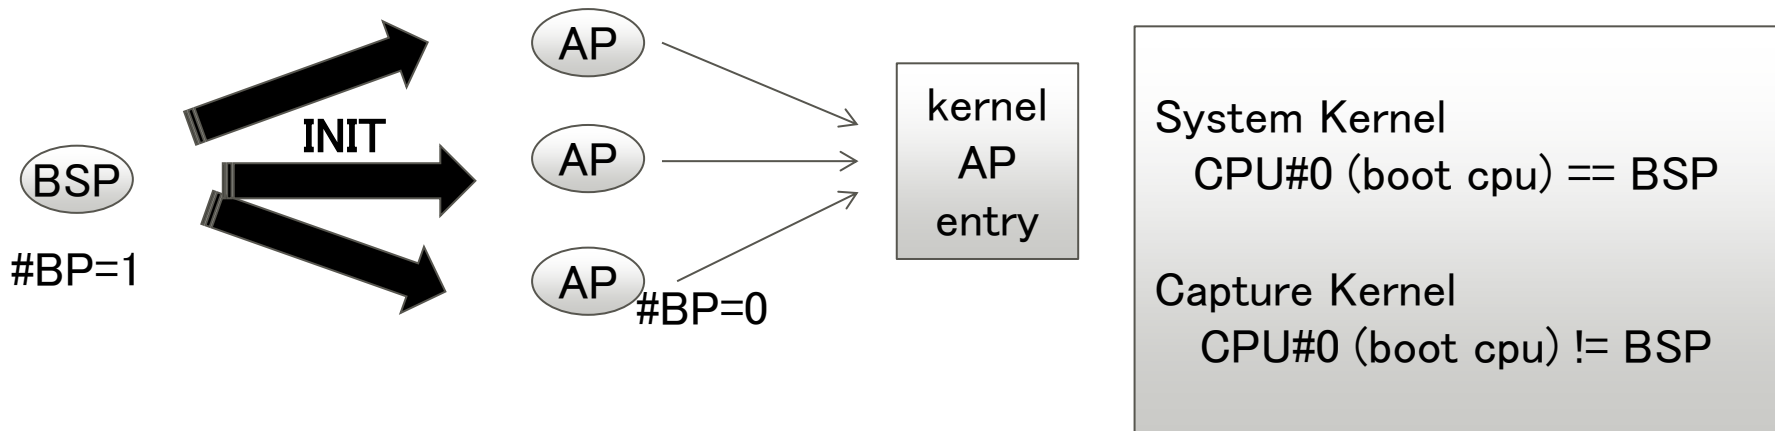 BSP
#BP=1
INIT
AP
AP
AP
#BP=0
kernel
AP
entry
System Kernel
CPU#0 (boot cpu) == BSP
Capture Kernel
CPU#0 (boot cpu) != BSP